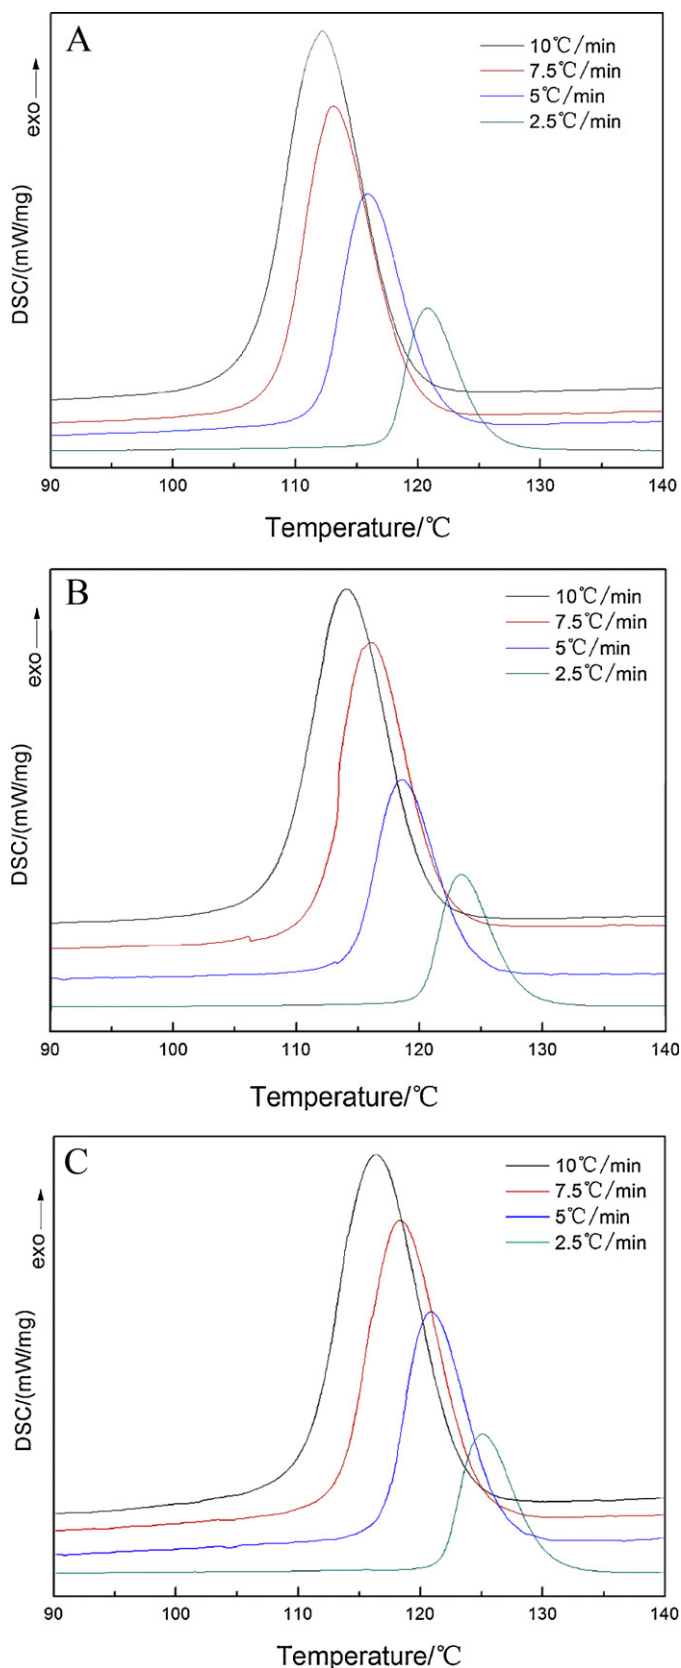 A
10℃/min
7.5℃/min
5℃/min
2.5℃/min
exo
DSC/(mW/mg)
90 100 110 120 130 140
Temperature/℃
B
10℃/min
7.5℃/min
5℃/min
2.5℃/min
exo
DSC/(mW/mg)
90 100 110 120 130 140
Temperature/℃
C
10℃/min
7.5℃/min
5℃/min
2.5℃/min
exo
DSC/(mW/mg)
90 100 110 120 130 140
Temperature/℃